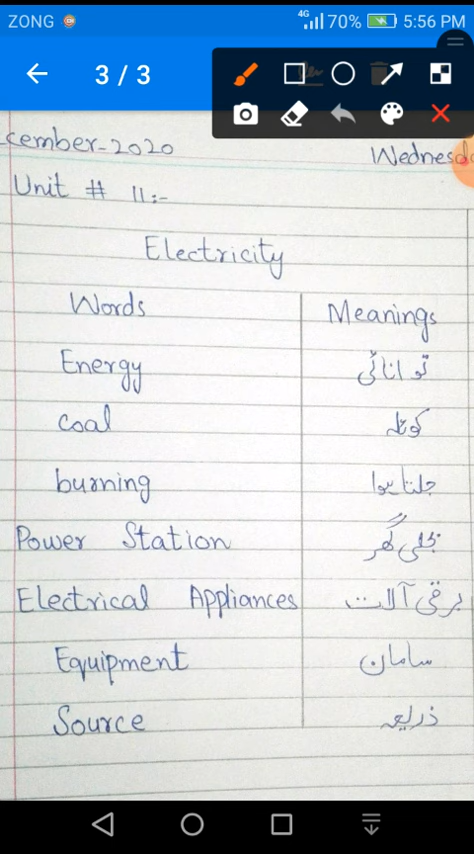 ZONG 4G 70% 5:56 PM
3 / 3
cember-2020 Wednesd
Unit # 11:-
Electricity
Words Meanings
Energy توانائی
coal کوئلہ
burning جلتا ہوا
Power Station بجلی گھر
Electrical Appliances برقی آلات
Equipment سامان
Source ذریعہ